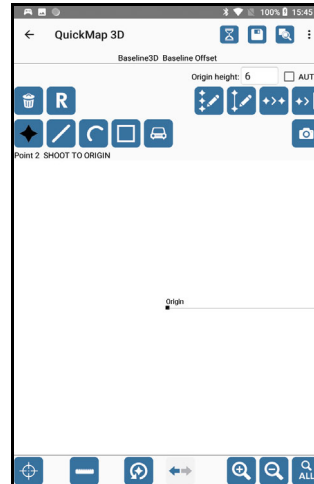 100% 15:45
QuickMap 3D
Baseline3D Baseline Offset
Origin height: 6 AUT
R
Point 2 SHOOT TO ORIGIN
Origin
ALL